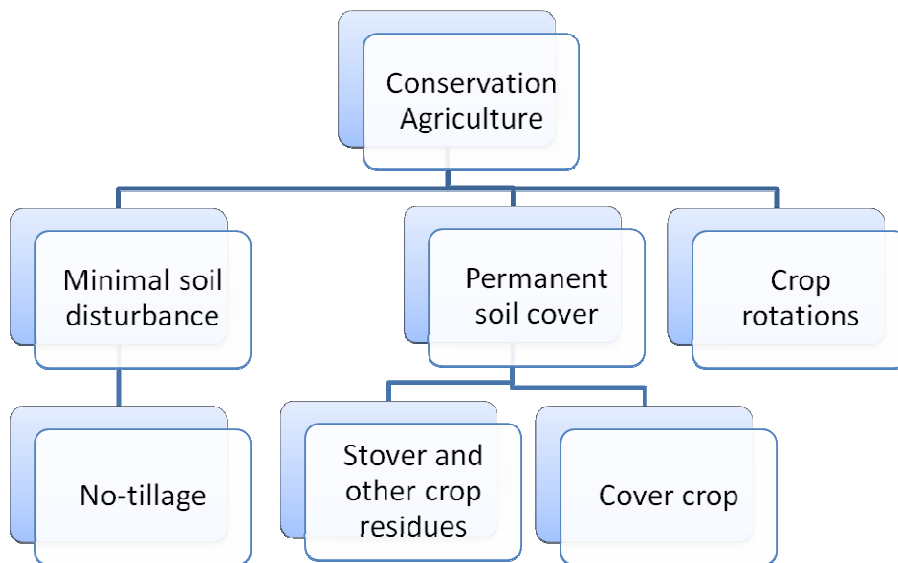 Conservation
Agriculture
Minimal soil
disturbance
Permanent
soil cover
Crop
rotations
No-tillage
Stover and
other crop
residues
Cover crop